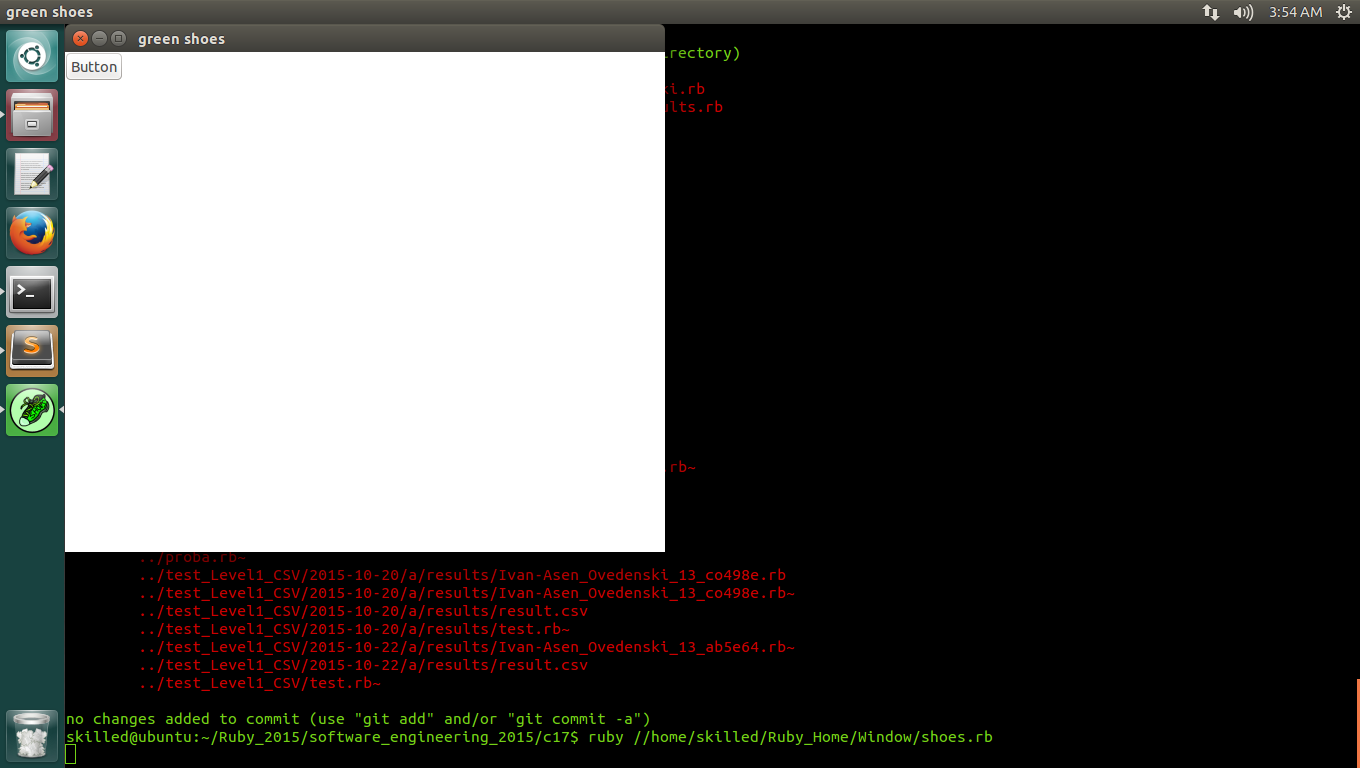 green shoes
3:54 AM
green shoes
Button
irectory)
ki.rb
ults.rb
.rb~
../proba.rb~
../test_Level1_CSV/2015-10-20/a/results/Ivan-Asen_Ovedenski_13_co498e.rb
../test_Level1_CSV/2015-10-20/a/results/Ivan-Asen_Ovedenski_13_co498e.rb~
../test_Level1_CSV/2015-10-20/a/results/result.csv
../test_Level1_CSV/2015-10-20/a/results/test.rb~
../test_Level1_CSV/2015-10-22/a/results/Ivan-Asen_Ovedenski_13_ab5e64.rb~
../test_Level1_CSV/2015-10-22/a/results/result.csv
../test_Level1_CSV/test.rb~
no changes added to commit (use "git add" and/or "git commit -a")
skilled@ubuntu:~/Ruby_2015/software_engineering_2015/c17$ ruby //home/skilled/Ruby_Home/Window/shoes.rb